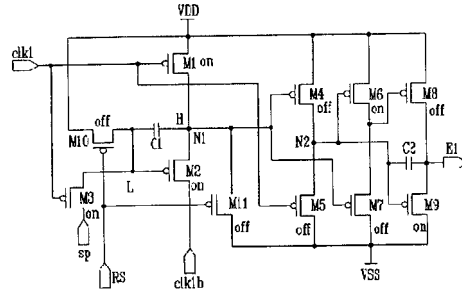 VDD
clk1
M1 on
M4 off
M6 on
M8 off
off
M10
C1
H
N1
N2
C2
E1
M2 on
L
M3 on
M11 off
M5 off
M7 off
M9 on
sp
RS
clk1b
VSS